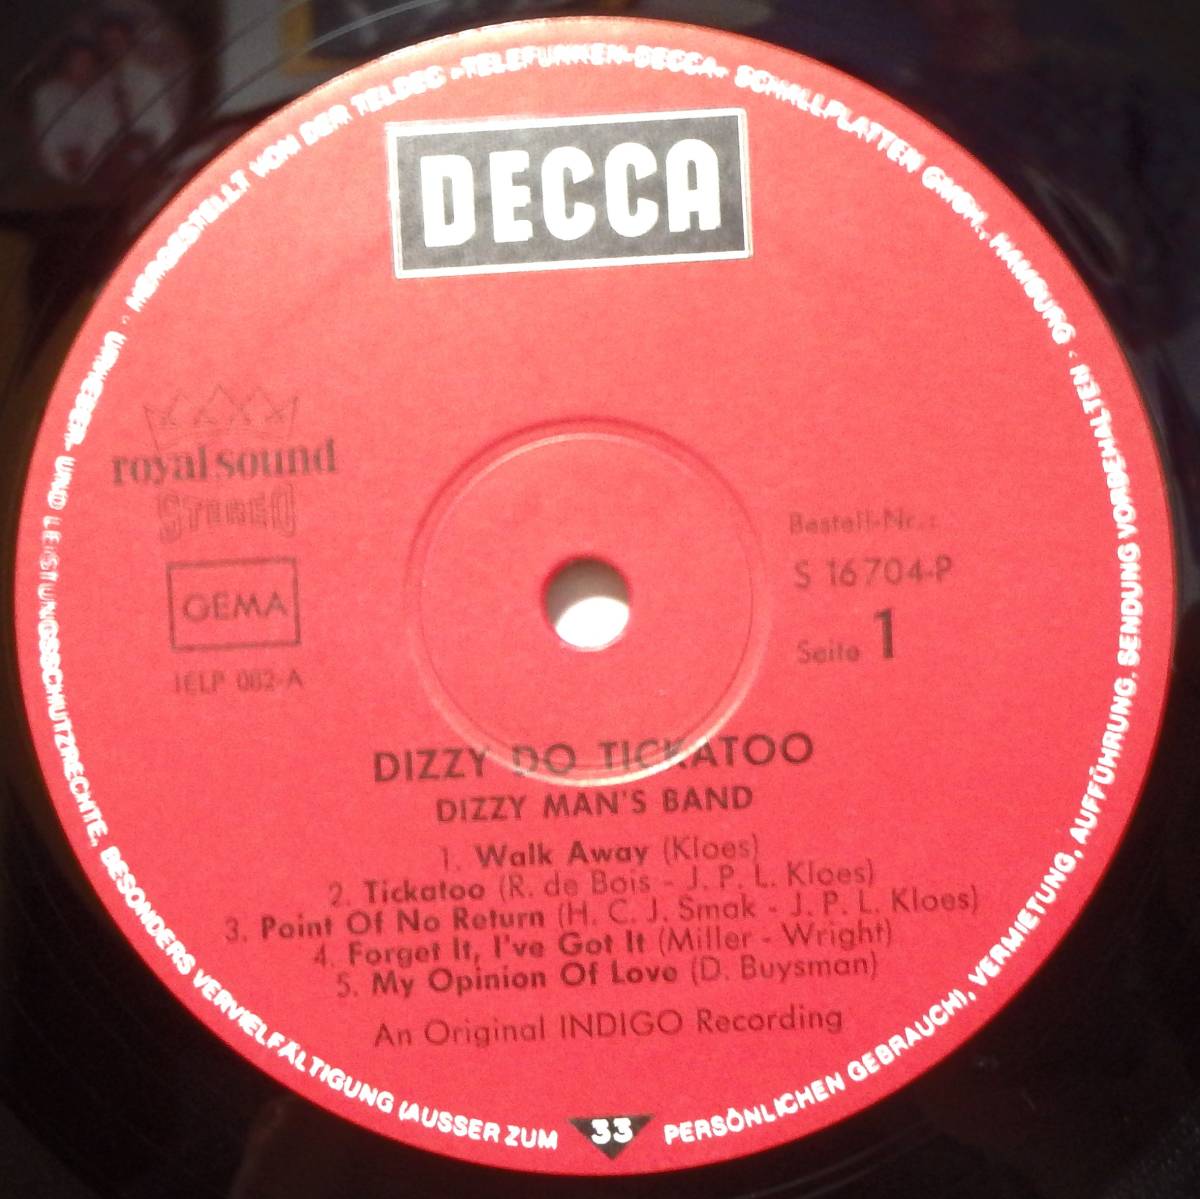 URHEBER- UND LEISTUNGSSCHUTZRECHTE, BESONDERS VERVIELFÄLTIGUNG (AUSSER ZUM PERSÖNLICHEN GEBRAUCH), VERMIETUNG, AUFFÜHRUNG, SENDUNG VORBEHALTEN · HERGESTELLT VON DER TELDEC »TELEFUNKEN-DECCA« SCHALLPLATTEN GMBH., HAMBURG ·
DECCA
royal sound
STEREO
GEMA
IELP 082-A
Bestell-Nr.:
S 16704-P
Seite 1
DIZZY DO TICKATOO
DIZZY MAN'S BAND
1. Walk Away (Kloes)
2. Tickatoo (R. de Bois - J. P. L. Kloes)
3. Point Of No Return (H. C. J. Smak - J. P. L. Kloes)
4. Forget It, I've Got It (Miller - Wright)
5. My Opinion Of Love (D. Buysman)
An Original INDIGO Recording
33